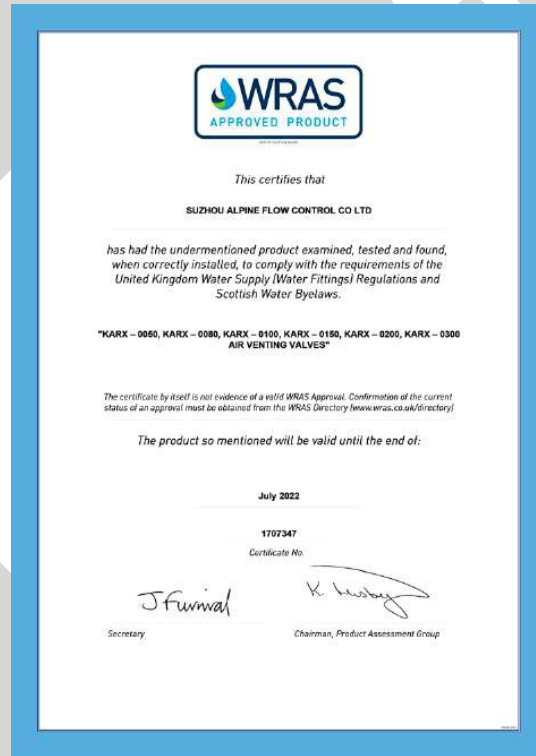 WRAS
APPROVED PRODUCT
This certifies that
SUZHOU ALPINE FLOW CONTROL CO LTD
has had the undermentioned product examined, tested and found,
when correctly installed, to comply with the requirements of the
United Kingdom Water Supply (Water Fittings) Regulations and
Scottish Water Byelaws.
"KARX – 0050, KARX – 0080, KARX – 0100, KARX – 0150, KARX – 0200, KARX – 0300
AIR VENTING VALVES"
The certificate by itself is not evidence of a valid WRAS Approval. Confirmation of the current
status of an approval must be obtained from the WRAS Directory (www.wras.co.uk/directory)
The product so mentioned will be valid until the end of:
July 2022
1707347
Certificate No.
J Furnival
Secretary
Chairman, Product Assessment Group